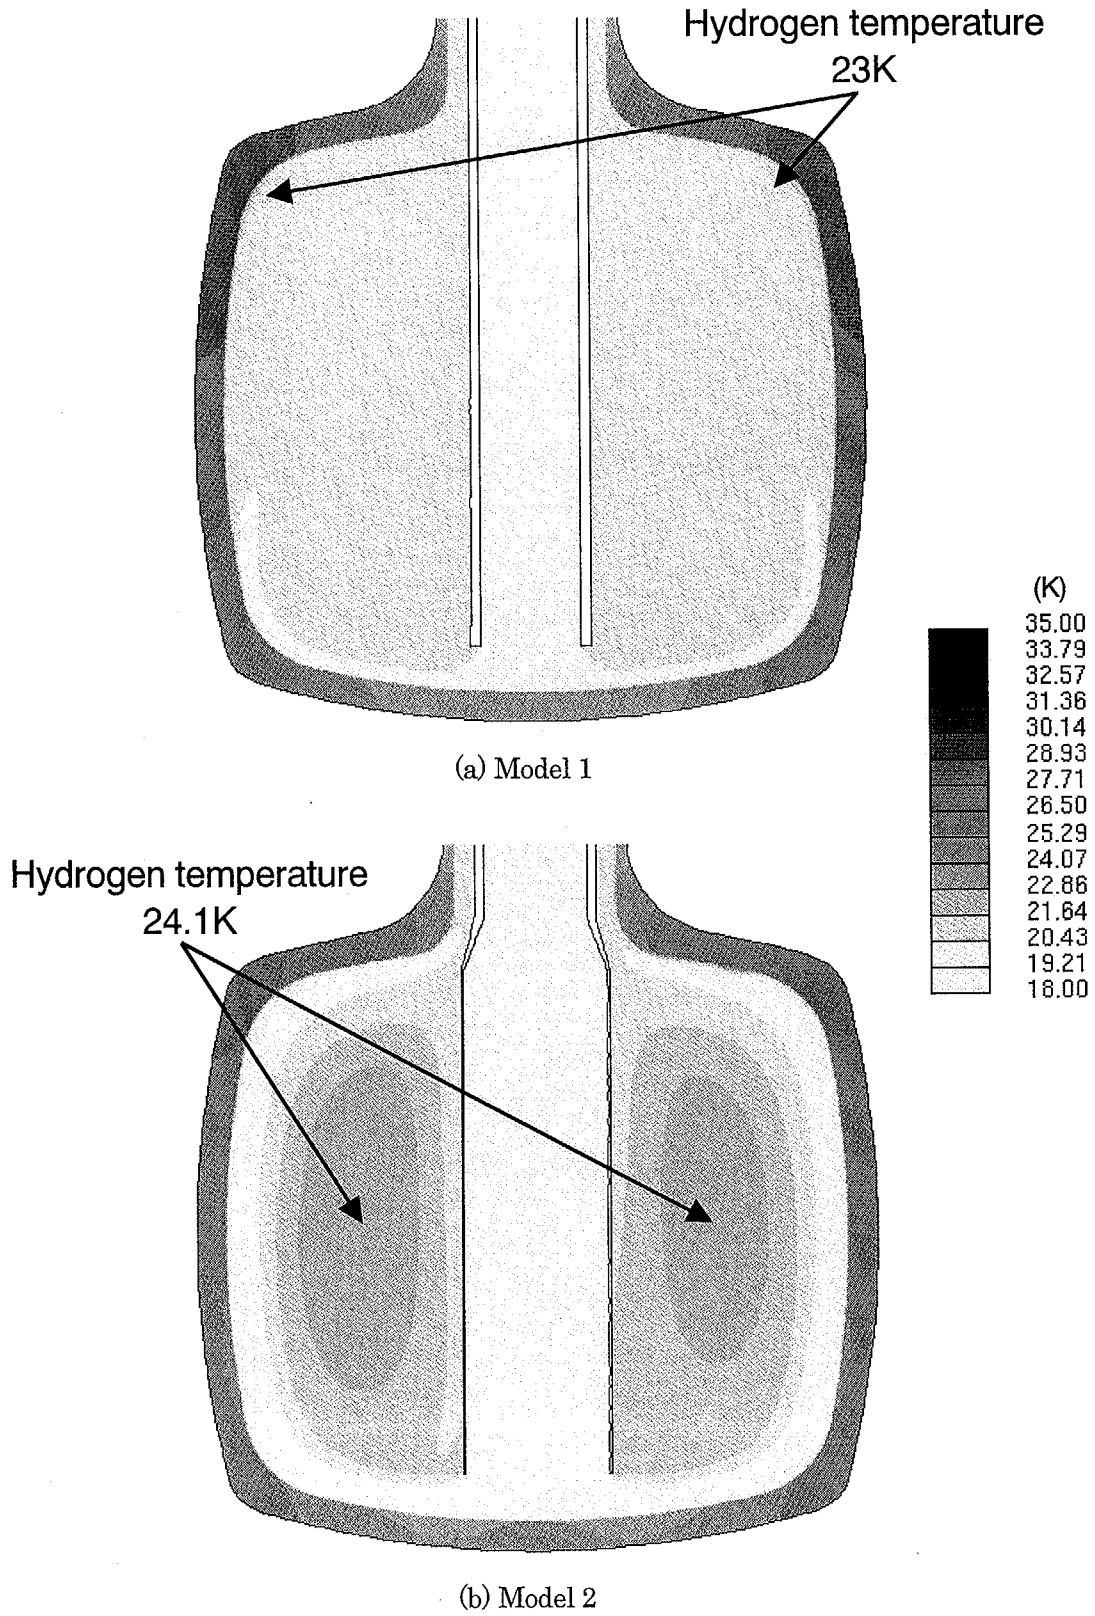 Hydrogen temperature
23K
(K)
35.00
33.79
32.57
31.36
30.14
28.93
27.71
26.50
25.29
24.07
22.86
21.64
20.43
19.21
18.00
(a) Model 1
Hydrogen temperature
24.1K
(b) Model 2